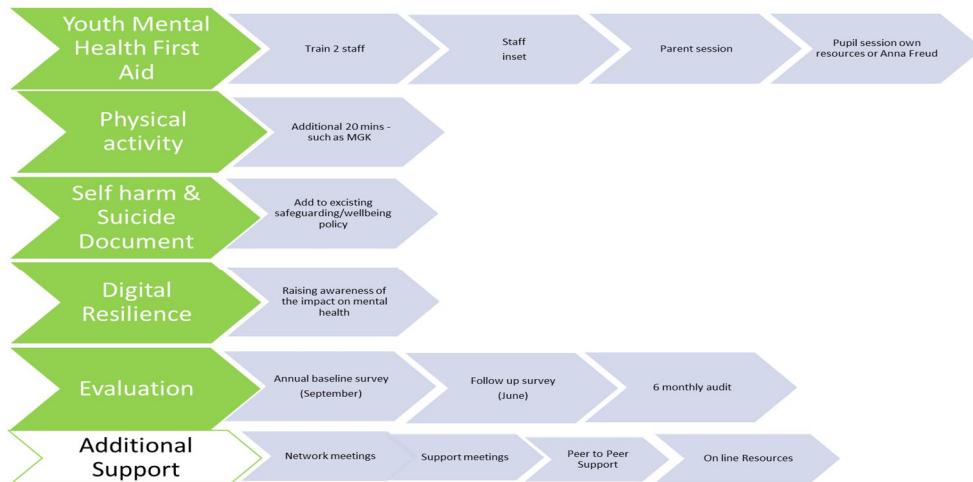 Youth Mental
Health First
Aid
Train 2 staff
Staff
inset
Parent session
Pupil session own
resources or Anna Freud
Physical
activity
Additional 20 mins -
such as MGK
Self harm &
Suicide
Document
Add to excisting
safeguarding/wellbeing
policy
Digital
Resilience
Raising awareness of
the impact on mental
health
Evaluation
Annual baseline survey
(September)
Follow up survey
(June)
6 monthly audit
Additional
Support
Network meetings
Support meetings
Peer to Peer
Support
On line Resources